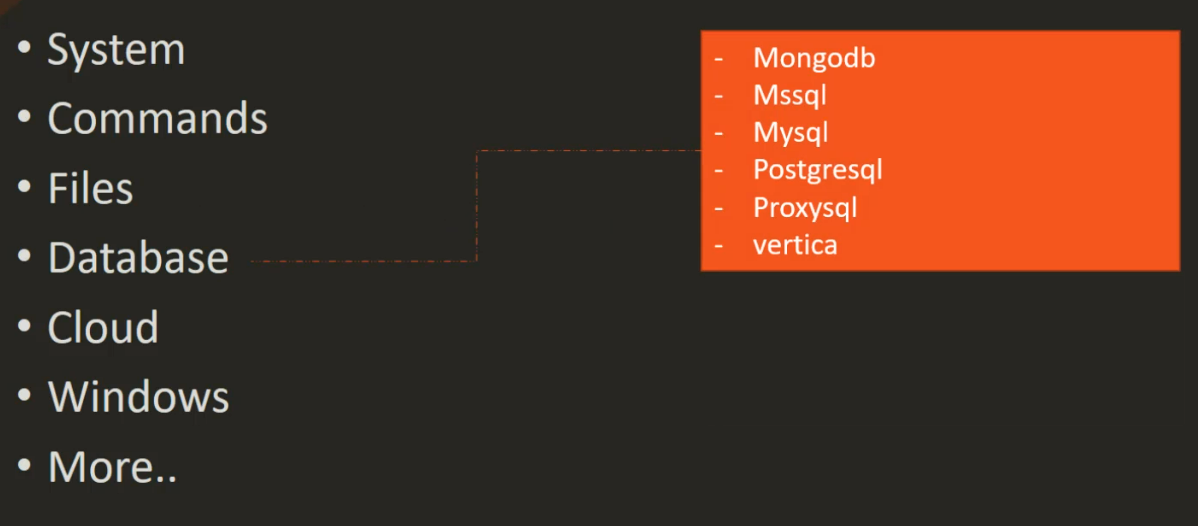 • System
• Commands
• Files
• Database
• Cloud
• Windows
• More..
- Mongodb
- Mssql
- Mysql
- Postgresql
- Proxysql
- vertica